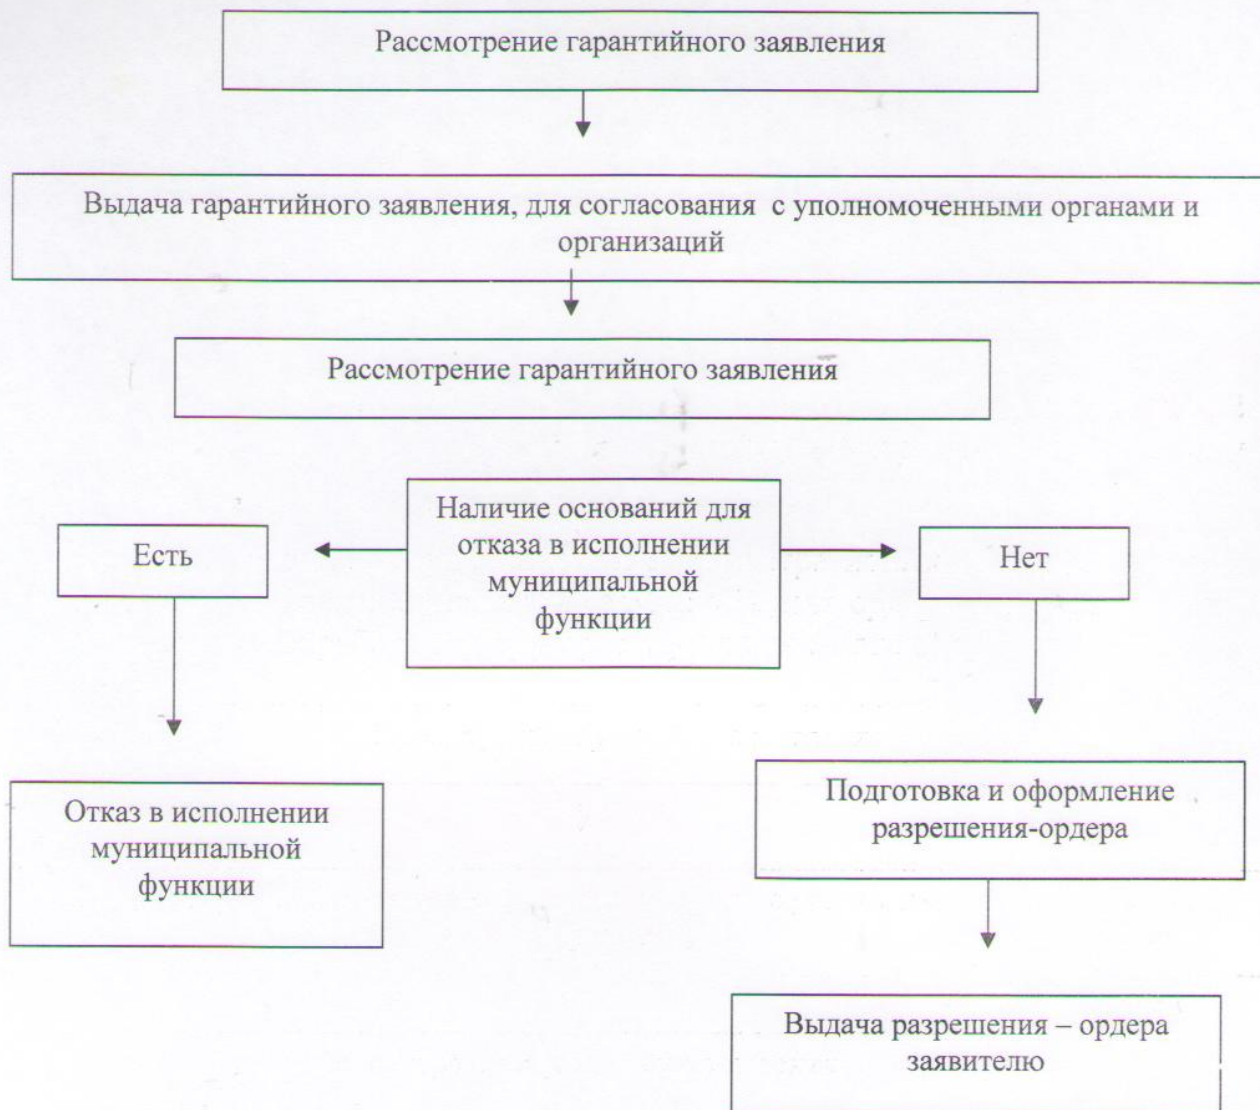 Рассмотрение гарантийного заявления
Выдача гарантийного заявления, для согласования с уполномоченными органами и
организаций
Рассмотрение гарантийного заявления
Наличие оснований для
отказа в исполнении
муниципальной
функции
Есть
Нет
Отказ в исполнении
муниципальной
функции
Подготовка и оформление
разрешения-ордера
Выдача разрешения – ордера
заявителю